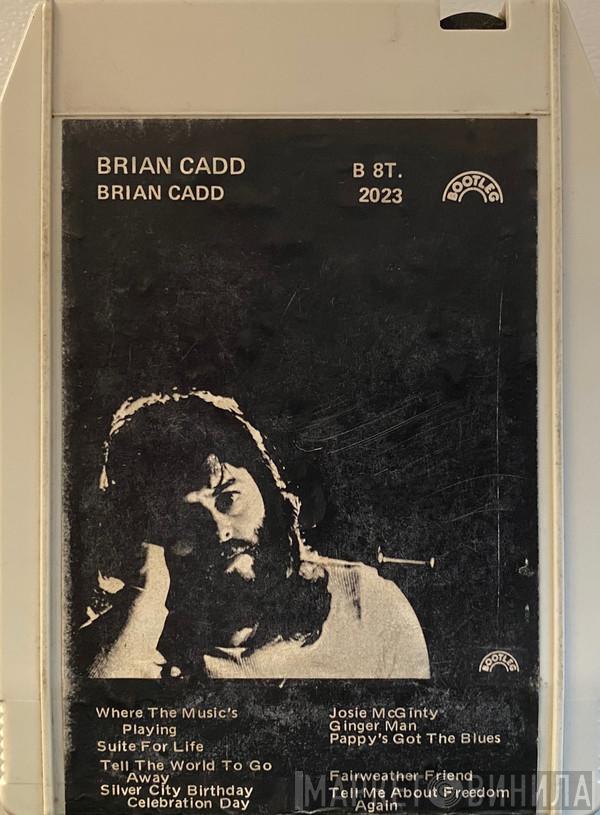 BRIAN CADD
BRIAN CADD
B 8T.
2023
BOOTLEG
BOOTLEG
Where The Music's
Playing
Suite For Life
Tell The World To Go
Away
Silver City Birthday
Celebration Day
Josie McGinty
Ginger Man
Pappy's Got The Blues
Fairweather Friend
Tell Me About Freedom
Again
МАРКЕТ ВИНИЛА